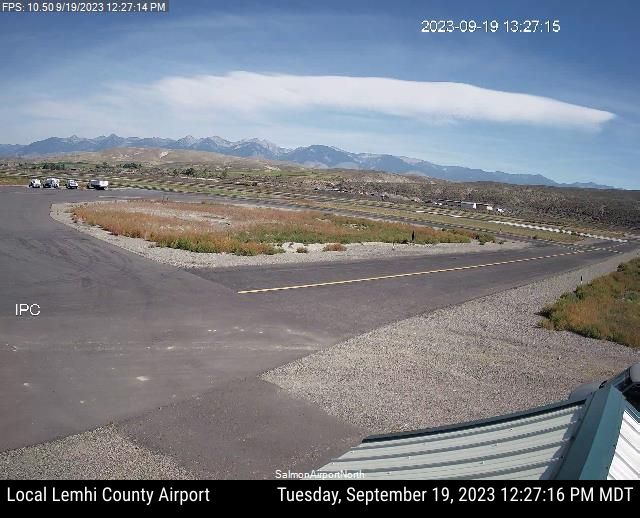 FPS: 10.50 9/19/2023 12:27:14 PM
2023-09-19 13:27:15
IPC
SalmonAirportNorth
Local Lemhi County Airport Tuesday, September 19, 2023 12:27:16 PM MDT